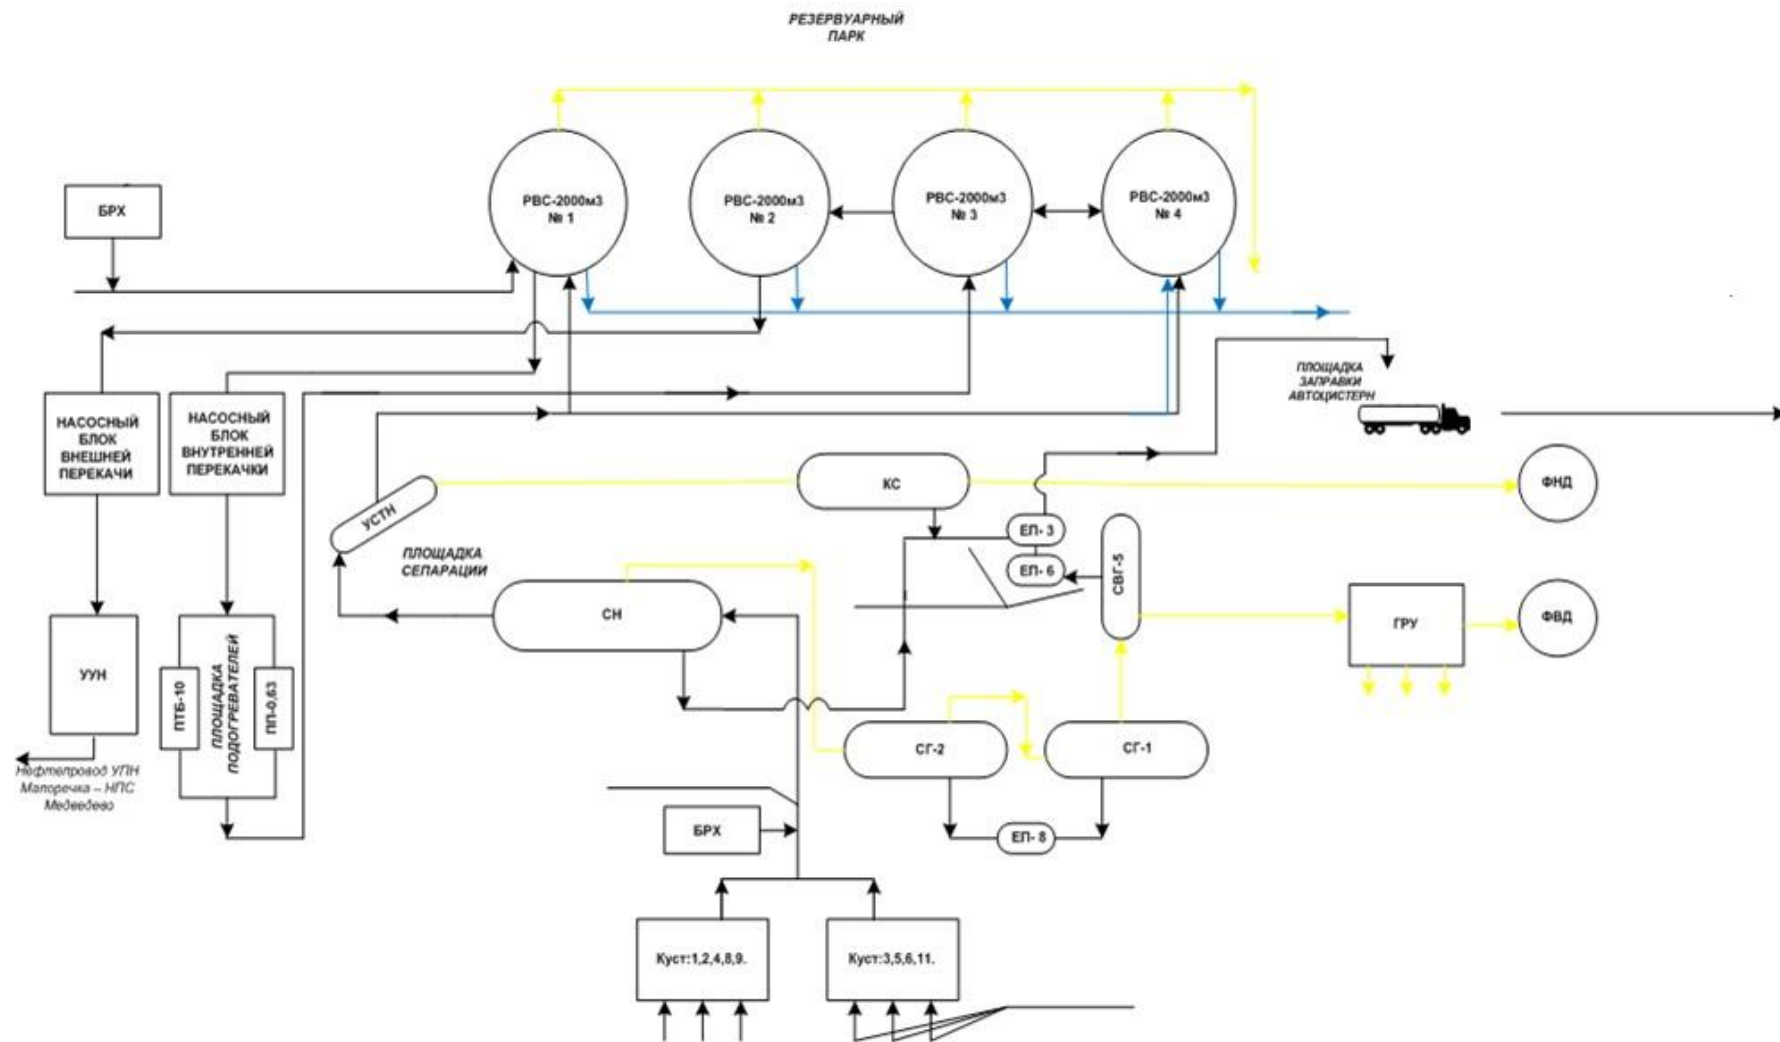 РЕЗЕРВУАРНЫЙ
ПАРК
БРХ
РВС-2000м3
№ 1
РВС-2000м3
№ 2
РВС-2000м3
№ 3
РВС-2000м3
№ 4
ПЛОЩАДКА
ЗАПРАВКИ
АВТОЦИСТЕРН
НАСОСНЫЙ
БЛОК
ВНЕШНЕЙ
ПЕРЕКАЧИ
НАСОСНЫЙ
БЛОК
ВНУТРЕННЕЙ
ПЕРЕКАЧКИ
УСТН
КС
ФНД
ПЛОЩАДКА
СЕПАРАЦИИ
ЕП- 3
ЕП- 6
СВГ-5
СН
ГРУ
ФВД
УУН
ПТБ-10
ПЛОЩАДКА
ПОДОГРЕВАТЕЛЕЙ
ПП-0,63
СГ-2
СГ-1
Нефтепровод УПН
Малоречка – НПС
Медведево
БРХ
ЕП- 8
Куст:1,2,4,8,9.
Куст:3,5,6,11.